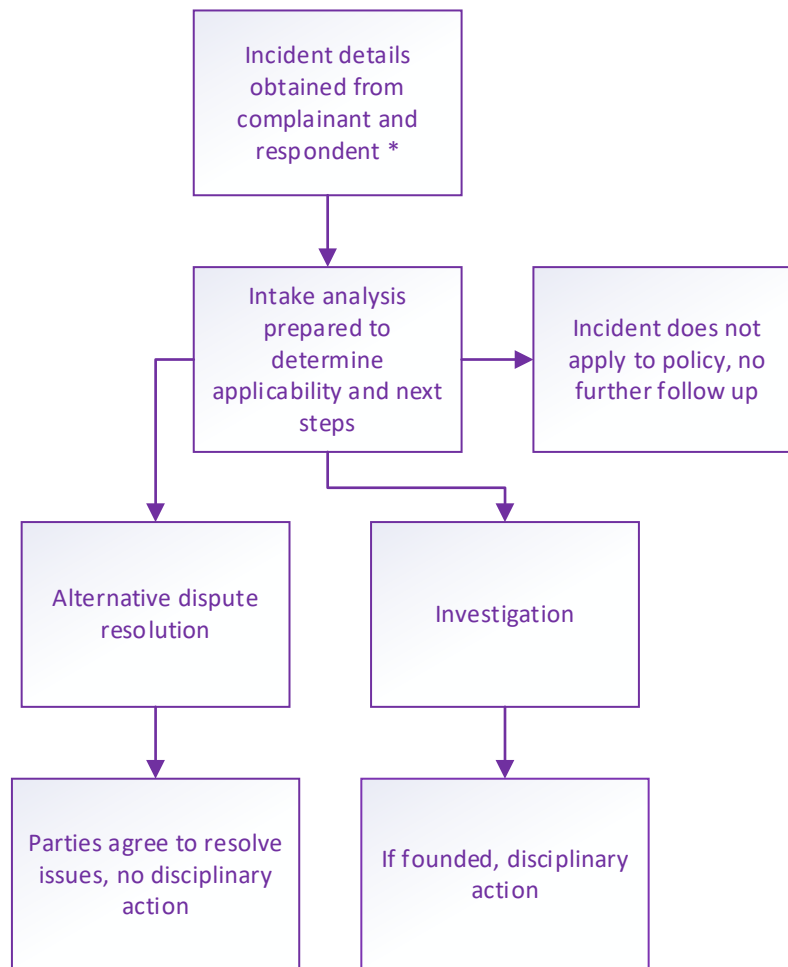 Incident details
obtained from
complainant and
respondent *
Intake analysis
prepared to
determine
applicability and next
steps
Incident does not
apply to policy, no
further follow up
Alternative dispute
resolution
Investigation
Parties agree to resolve
issues, no disciplinary
action
If founded, disciplinary
action